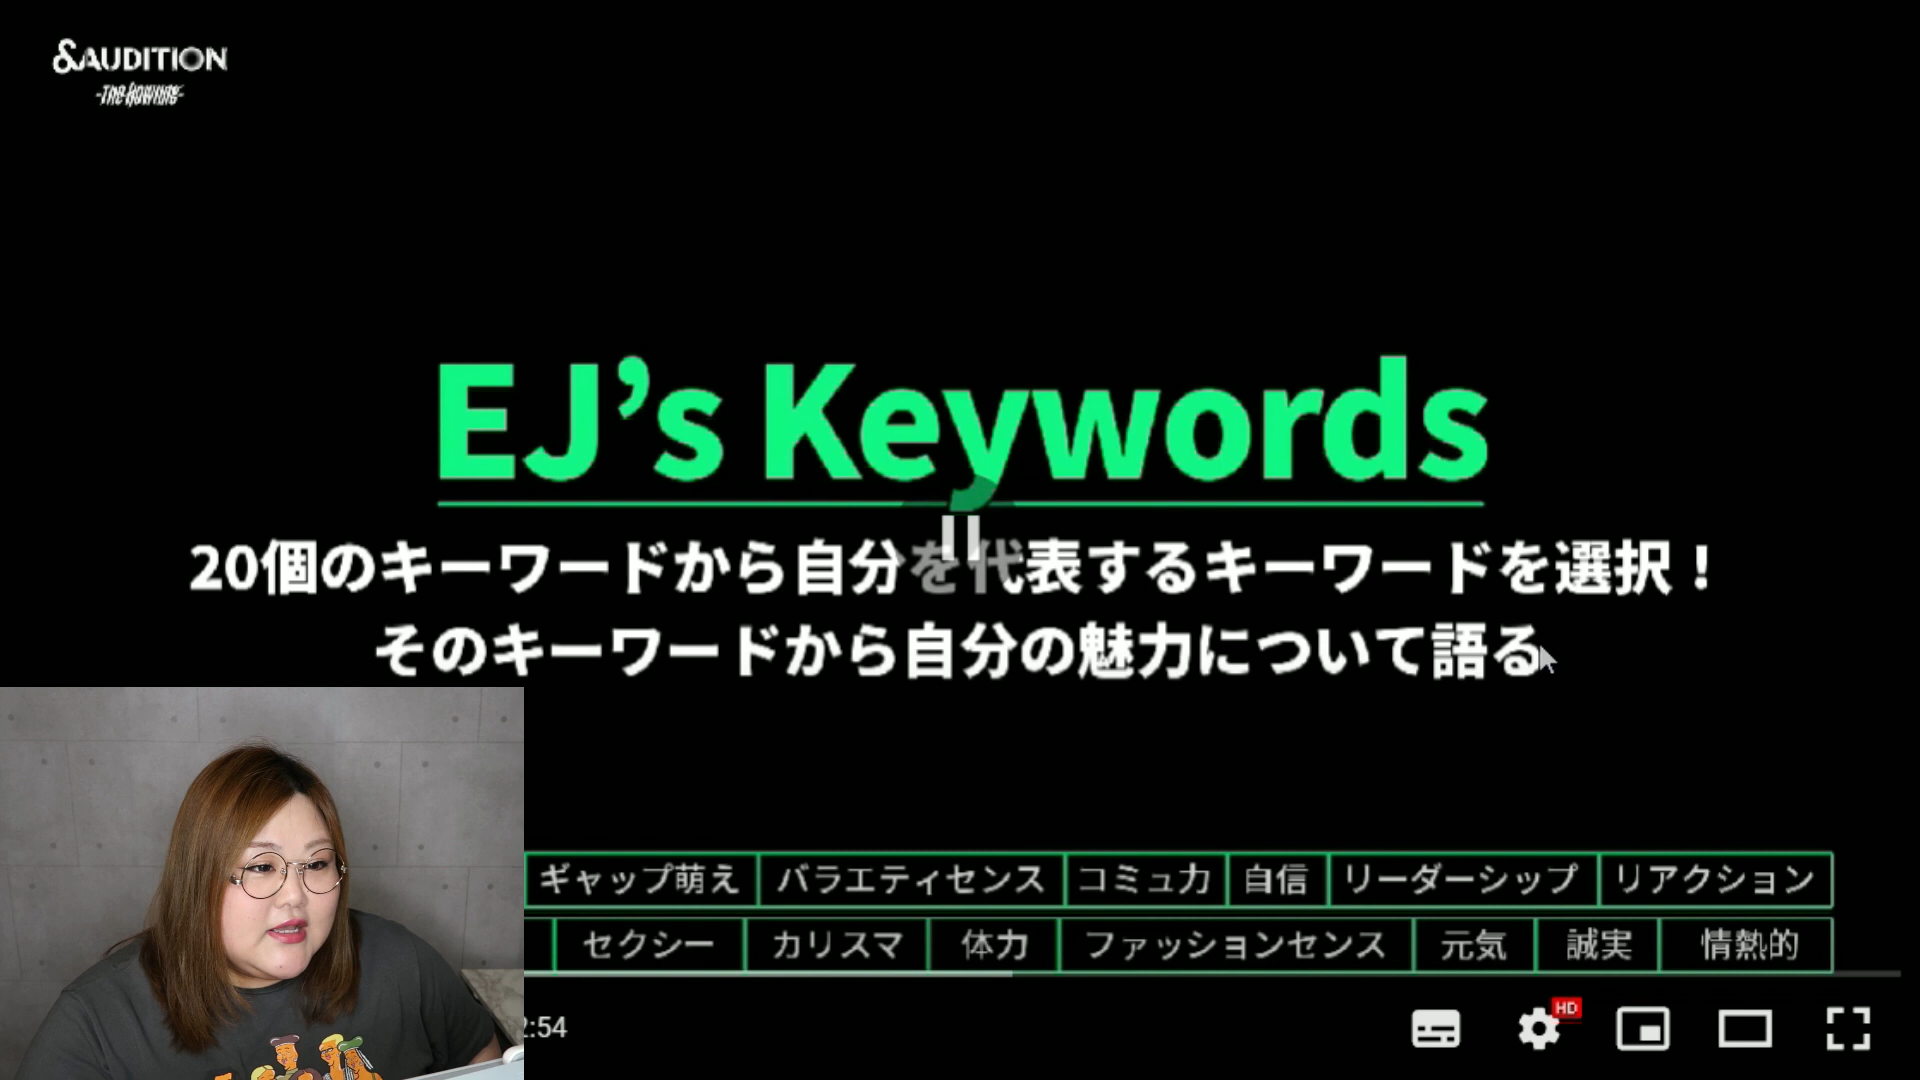 &AUDITION
-THE HOWLING-
EJ’s Keywords
20個のキーワードから自分を代表するキーワードを選択！
そのキーワードから自分の魅力について語る
ギャップ萌え バラエティセンス コミュ力 自信 リーダーシップ リアクション
セクシー カリスマ 体力 ファッションセンス 元気 誠実 情熱的
2:54
HD